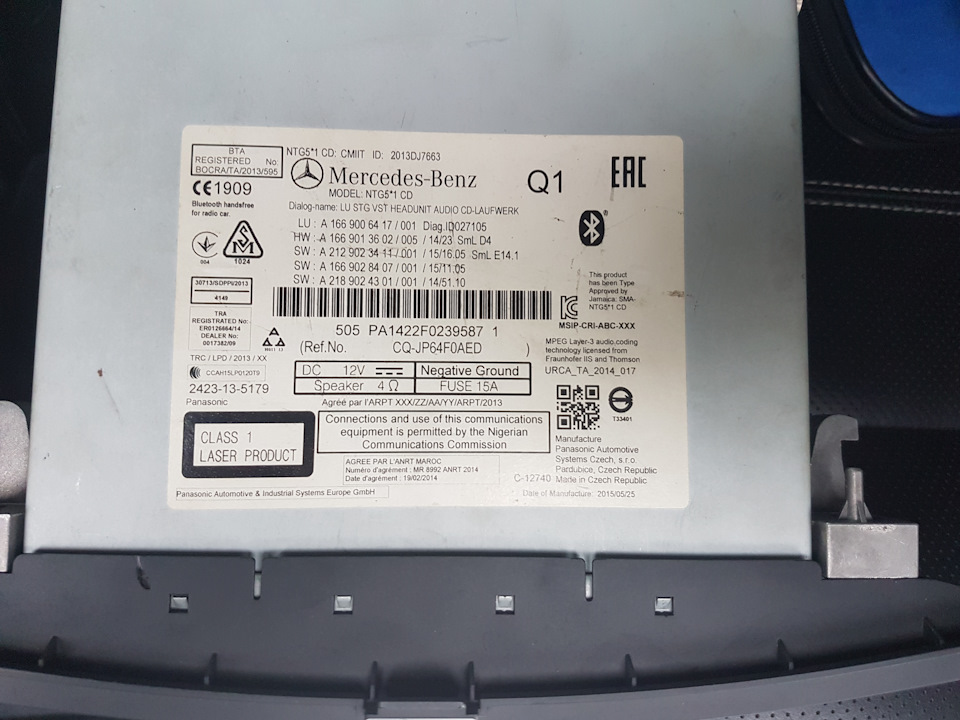 BTA
REGISTERED No:
BOCRA/TA/2013/595
NTG5*1 CD: CMIIT ID: 2013DJ7663
Mercedes-Benz
MODEL: NTG5*1 CD
Q1
EAC
CE1909
Bluetooth handsfree
for radio car.
Dialog-name: LU STG VST HEADUNIT AUDIO CD-LAUFWERK
LU : A 166 900 64 17 / 001 Diag.ID027105
HW : A 166 901 36 02 / 005 / 14/23 SmL D4
SW : A 212 902 34 11 / 001 / 15/16.05 SmL E14.1
SW : A 166 902 84 07 / 001 / 15/11.05
SW : A 218 902 43 01 / 001 / 14/51.10
004
1024
30713/SDPPI/2013
4149
TRA
REGISTRATED No:
ER0126864/14
DEALER No:
0017382/09
This product
has been Type
Approved by
Jamaica: SMA-
NTG5*1 CD
MSIP-CRI-ABC-XXX
505 PA1422F0239587 1
(Ref.No. CQ-JP64F0AED )
MPEG Layer-3 audio coding
technology licensed from
Fraunhofer IIS and Thomson
URCA_TA_2014_017
TRC / LPD / 2013 / XX
CCAH15LP0120T9
2423-13-5179
Panasonic
DC 12V Negative Ground
Speaker 4 Ω FUSE 15A
Agréé par l'ARPT XXX/ZZ/AA/YY/ARPT/2013
T33401
CLASS 1
LASER PRODUCT
Connections and use of this communications
equipment is permitted by the Nigerian
Communications Commission
Manufacture
Panasonic Automotive
Systems Czech, s.r.o.
Pardubice, Czech Republic
Made in Czech Republic
AGREE PAR L'ANRT MAROC
Numéro d'agrément : MR 8992 ANRT 2014
Date d'agrément : 19/02/2014
C-12740
Panasonic Automotive & Industrial Systems Europe GmbH
Date of Manufacture: 2015/05/25